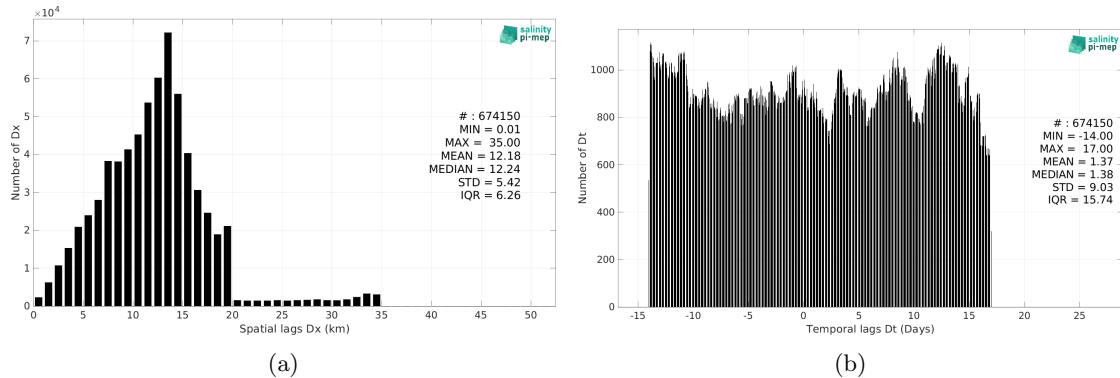 ×10⁴
7
6
5
4
3
2
1
0
Number of Dx
salinity
pi-mep
# : 674150
MIN = 0.01
MAX = 35.00
MEAN = 12.18
MEDIAN = 12.24
STD = 5.42
IQR = 6.26
0 5 10 15 20 25 30 35 40 45 50
Spatial lags Dx (km)
(a)
1000
800
600
400
200
0
Number of Dt
salinity
pi-mep
# : 674150
MIN = -14.00
MAX = 17.00
MEAN = 1.37
MEDIAN = 1.38
STD = 9.03
IQR = 15.74
-15 -10 -5 0 5 10 15 20 25
Temporal lags Dt (Days)
(b)